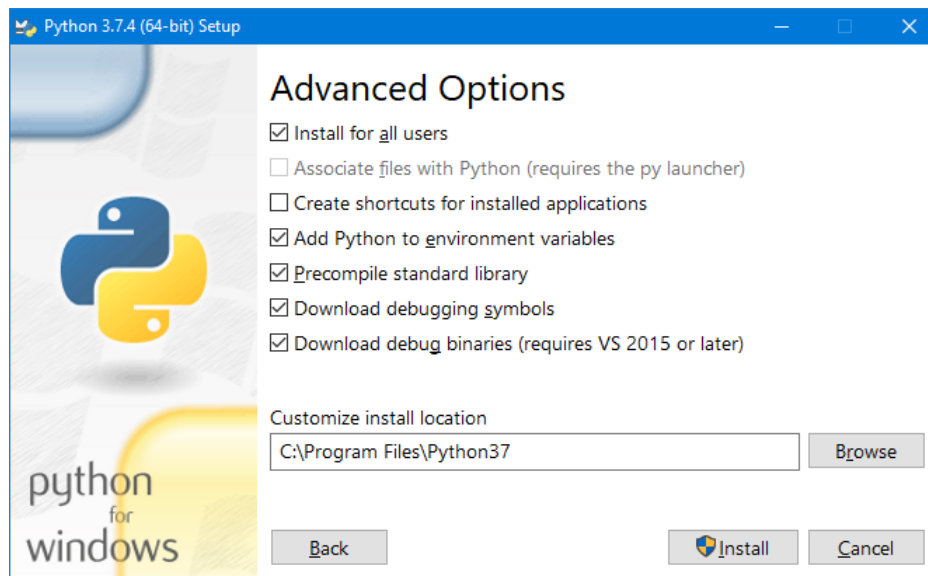 Python 3.7.4 (64-bit) Setup
Advanced Options
Install for all users
Associate files with Python (requires the py launcher)
Create shortcuts for installed applications
Add Python to environment variables
Precompile standard library
Download debugging symbols
Download debug binaries (requires VS 2015 or later)
Customize install location
C:\Program Files\Python37
Browse
python
for
windows
Back
Install
Cancel